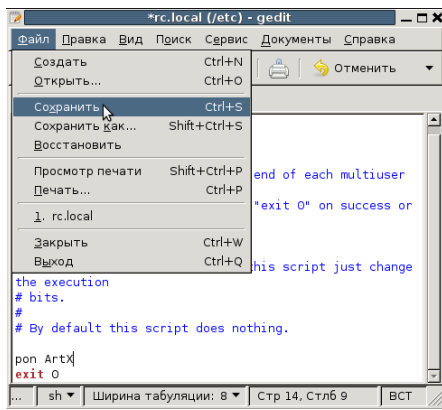 *rc.local (/etc) - gedit
Файл Правка Вид Поиск Сервис Документы Справка
Создать Ctrl+N
Открыть... Ctrl+O
Отменить
Сохранить Ctrl+S
Сохранить как... Shift+Ctrl+S
Восстановить
Просмотр печати Shift+Ctrl+P
end of each multiuser
Печать... Ctrl+P
"exit 0" on success or
1. rc.local
Закрыть Ctrl+W
Выход Ctrl+Q
this script just change
the execution
# bits.
#
# By default this script does nothing.
pon ArtX
exit 0
... sh Ширина табуляции: 8 Стр 14, Стлб 9 ВСТ